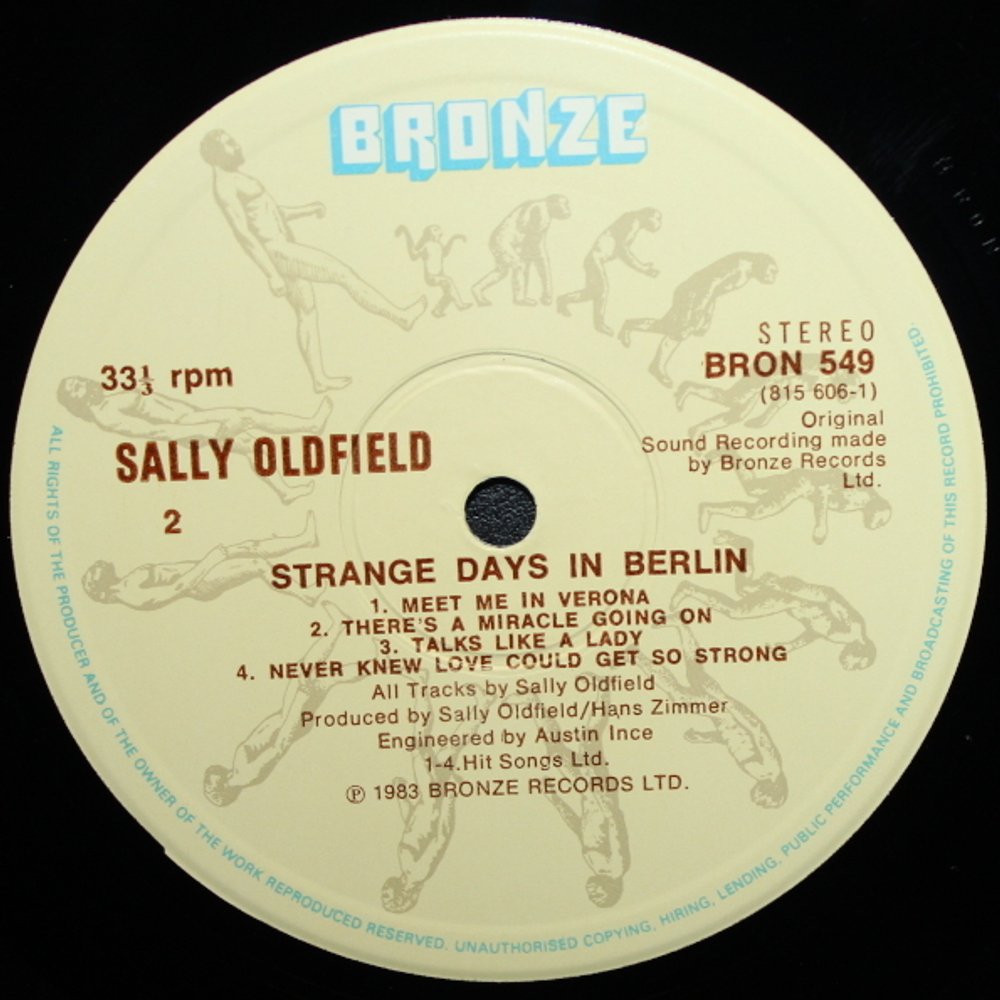 BRONZE
STEREO
33⅓ rpm
BRON 549
(815 606-1)
Original
Sound Recording made
by Bronze Records
Ltd.
SALLY OLDFIELD
2
STRANGE DAYS IN BERLIN
1. MEET ME IN VERONA
2. THERE'S A MIRACLE GOING ON
3. TALKS LIKE A LADY
4. NEVER KNEW LOVE COULD GET SO STRONG
All Tracks by Sally Oldfield
Produced by Sally Oldfield/Hans Zimmer
Engineered by Austin Ince
1-4.Hit Songs Ltd.
℗ 1983 BRONZE RECORDS LTD.
ALL RIGHTS OF THE PRODUCER AND OF THE OWNER OF THE WORK REPRODUCED RESERVED. UNAUTHORISED COPYING, HIRING, LENDING, PUBLIC PERFORMANCE AND BROADCASTING OF THIS RECORD PROHIBITED.